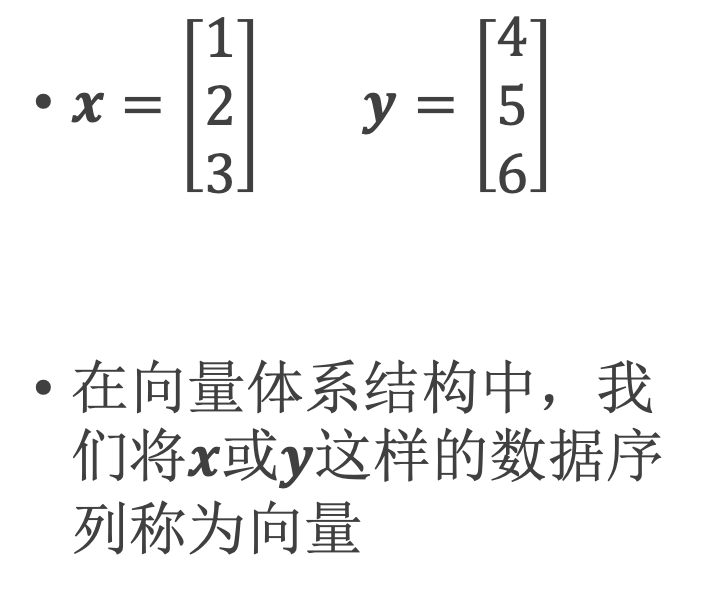 • x = [1 2 3] y = [4 5 6]
• 在向量体系结构中，我
们将x或y这样的数据序
列称为向量